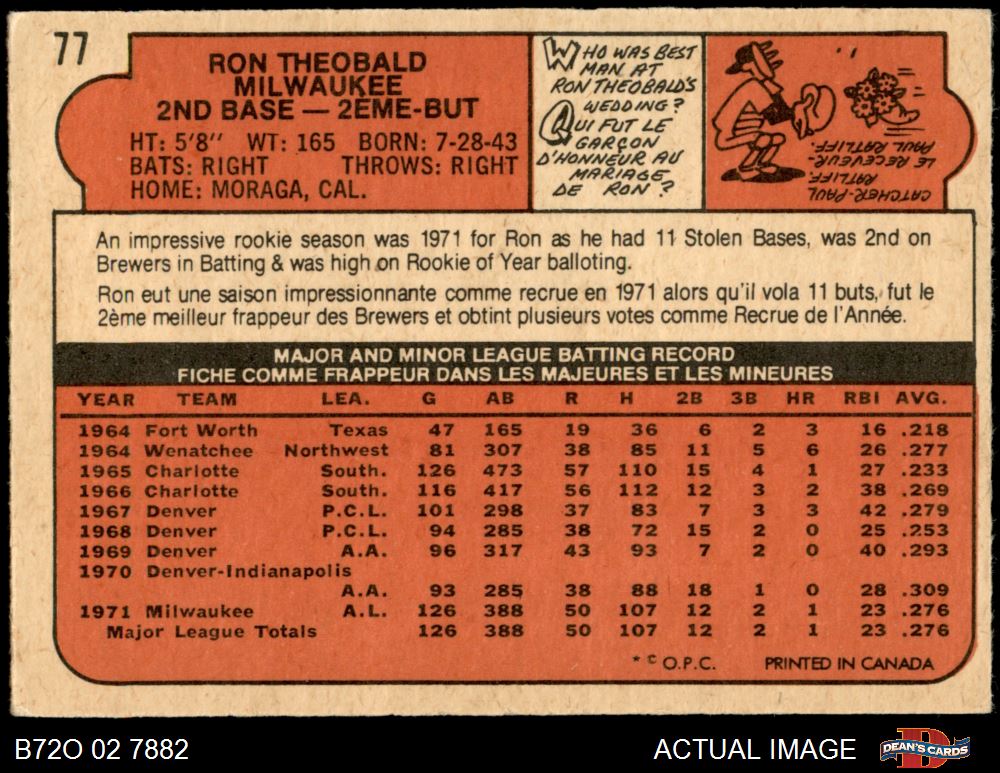 77
RON THEOBALD
MILWAUKEE
2ND BASE — 2ÈME-BUT
HT: 5'8'' WT: 165 BORN: 7-28-43
BATS: RIGHT THROWS: RIGHT
HOME: MORAGA, CAL.
WHO WAS BEST
MAN AT
RON THEOBALD'S
WEDDING?
QUI FUT LE
GARÇON
D'HONNEUR AU
MARIAGE
DE RON?
CATCHER-PAUL
RATLIFF
LE RECEVEUR-
PAUL RATLIFF.
An impressive rookie season was 1971 for Ron as he had 11 Stolen Bases, was 2nd on
Brewers in Batting & was high on Rookie of Year balloting.
Ron eut une saison impressionnante comme recrue en 1971 alors qu'il vola 11 buts, fut le
2ème meilleur frappeur des Brewers et obtint plusieurs votes comme Recrue de l'Année.
MAJOR AND MINOR LEAGUE BATTING RECORD
FICHE COMME FRAPPEUR DANS LES MAJEURES ET LES MINEURES
YEAR TEAM LEA. G AB R H 2B 3B HR RBI AVG.
1964 Fort Worth Texas 47 165 19 36 6 2 3 16 .218
1964 Wenatchee Northwest 81 307 38 85 11 5 6 26 .277
1965 Charlotte South. 126 473 57 110 15 4 1 27 .233
1966 Charlotte South. 116 417 56 112 12 3 2 38 .269
1967 Denver P.C.L. 101 298 37 83 7 3 3 42 .279
1968 Denver P.C.L. 94 285 38 72 15 2 0 25 .253
1969 Denver A.A. 96 317 43 93 7 2 0 40 .293
1970 Denver-Indianapolis
A.A. 93 285 38 88 18 1 0 28 .309
1971 Milwaukee A.L. 126 388 50 107 12 2 1 23 .276
Major League Totals 126 388 50 107 12 2 1 23 .276
* © O.P.C. PRINTED IN CANADA
B72O 02 7882
ACTUAL IMAGE
DEAN'S CARDS